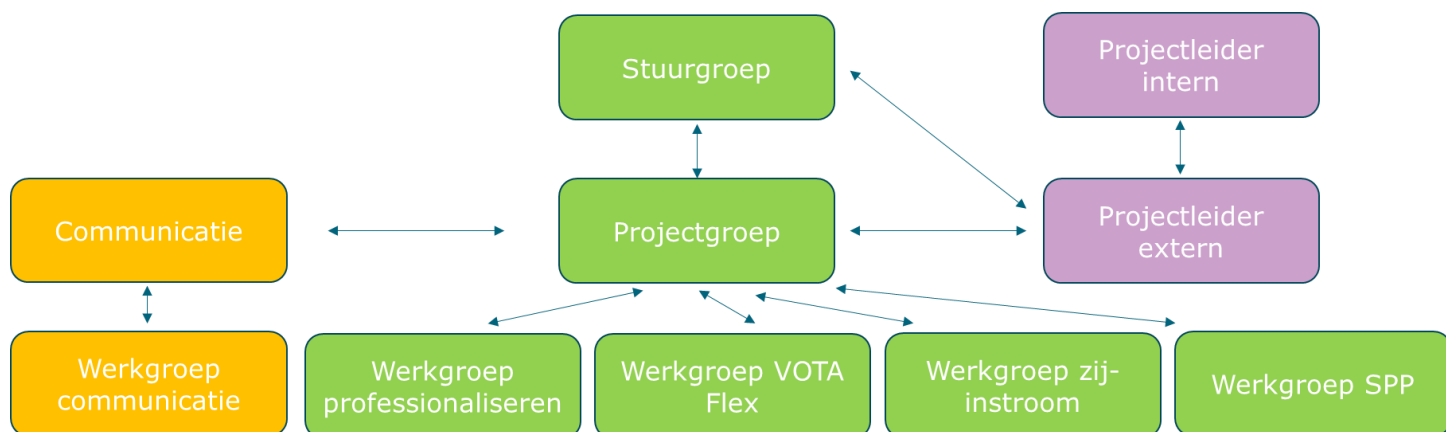 Stuurgroep
Projectleider
intern
Communicatie
Projectgroep
Projectleider
extern
Werkgroep
communicatie
Werkgroep
professionaliseren
Werkgroep VOTA
Flex
Werkgroep zij-
instroom
Werkgroep SPP